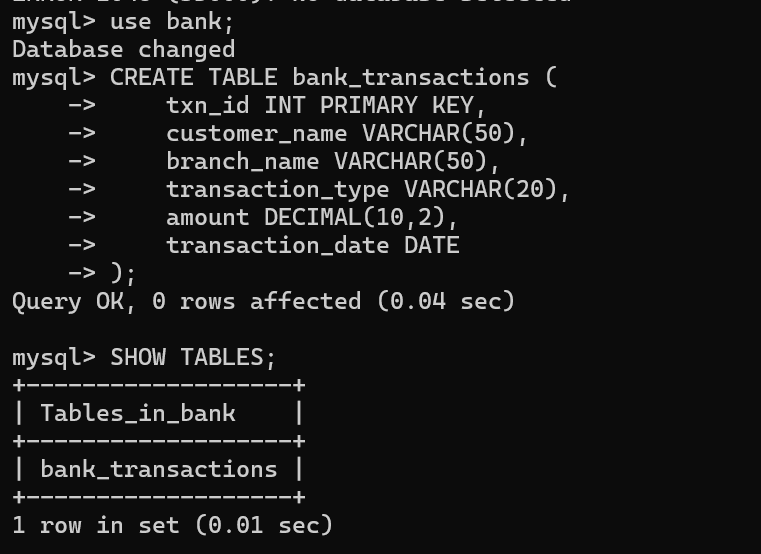 mysql> use bank;
Database changed
mysql> CREATE TABLE bank_transactions (
    ->     txn_id INT PRIMARY KEY,
    ->     customer_name VARCHAR(50),
    ->     branch_name VARCHAR(50),
    ->     transaction_type VARCHAR(20),
    ->     amount DECIMAL(10,2),
    ->     transaction_date DATE
    -> );
Query OK, 0 rows affected (0.04 sec)

mysql> SHOW TABLES;
+-------------------+
| Tables_in_bank    |
+-------------------+
| bank_transactions |
+-------------------+
1 row in set (0.01 sec)